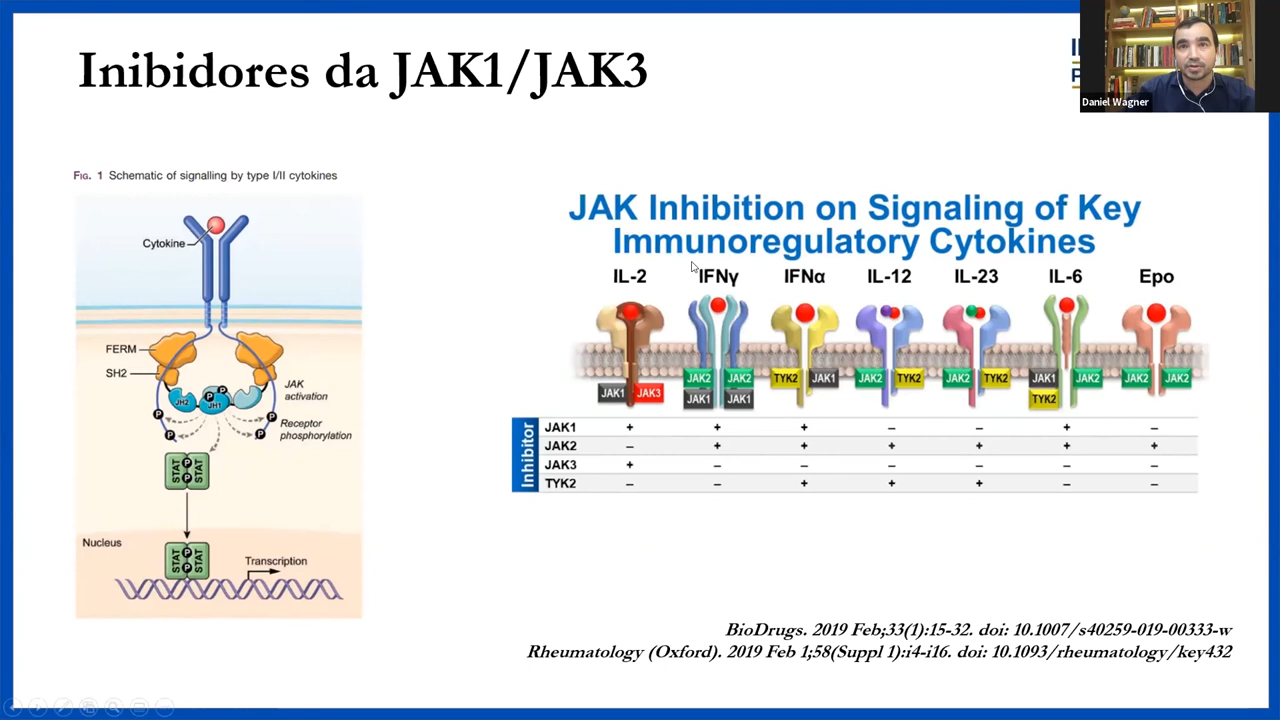 Inibidores da JAK1/JAK3
Daniel Wagner
FIG. 1 Schematic of signalling by type I/II cytokines
Cytokine
FERM
SH2
JH2
P
JH1
JAK
activation
Receptor
phosphorylation
P
P
P
P
STAT P STAT
P
Nucleus
STAT P STAT
P
Transcription
JAK Inhibition on Signaling of Key
Immunoregulatory Cytokines
IL-2 IFNγ IFNα IL-12 IL-23 IL-6 Epo
JAK2 JAK2 TYK2 JAK1 JAK2 TYK2 JAK2 TYK2 JAK1 JAK2 JAK2 JAK2
JAK1 JAK3 JAK1 JAK1 TYK2
Inhibitor
JAK1 + + + – – + –
JAK2 – + + + + + +
JAK3 + – – – – – –
TYK2 – – + + + – –
BioDrugs. 2019 Feb;33(1):15-32. doi: 10.1007/s40259-019-00333-w
Rheumatology (Oxford). 2019 Feb 1;58(Suppl 1):i4-i16. doi: 10.1093/rheumatology/key432